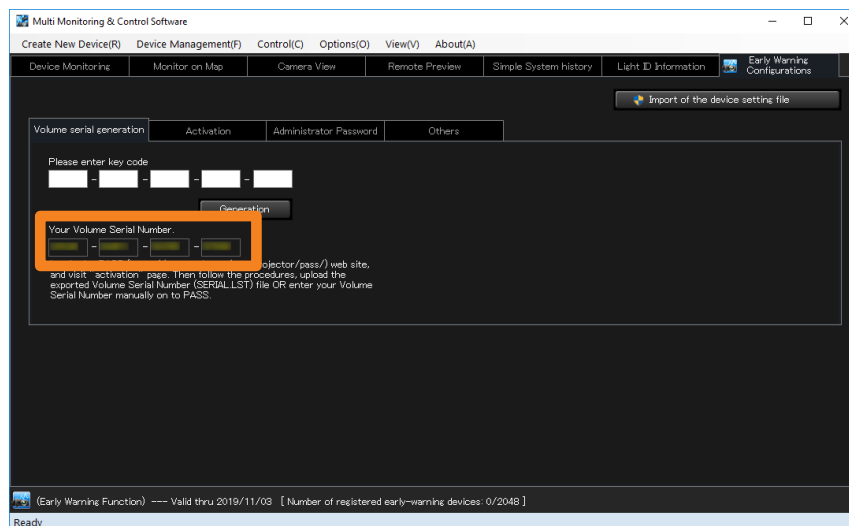 Multi Monitoring & Control Software
Create New Device(R) Device Management(F) Control(C) Options(O) View(V) About(A)
Device Monitoring Monitor on Map Camera View Remote Preview Simple System history Light ID Information Early Warning
Configurations
Import of the device setting file
Volume serial generation Activation Administrator Password Others
Please enter key code
- - - -
Generation
Your Volume Serial Number.
- - -
ojector/pass/) web site,
and visit "activation" page. Then follow the procedures, upload the
exported Volume Serial Number (SERIAL.LST) file OR enter your Volume
Serial Number manually on to PASS.
(Early Warning Function) --- Valid thru 2019/11/03 [ Number of registered early-warning devices: 0/2048 ]
Ready